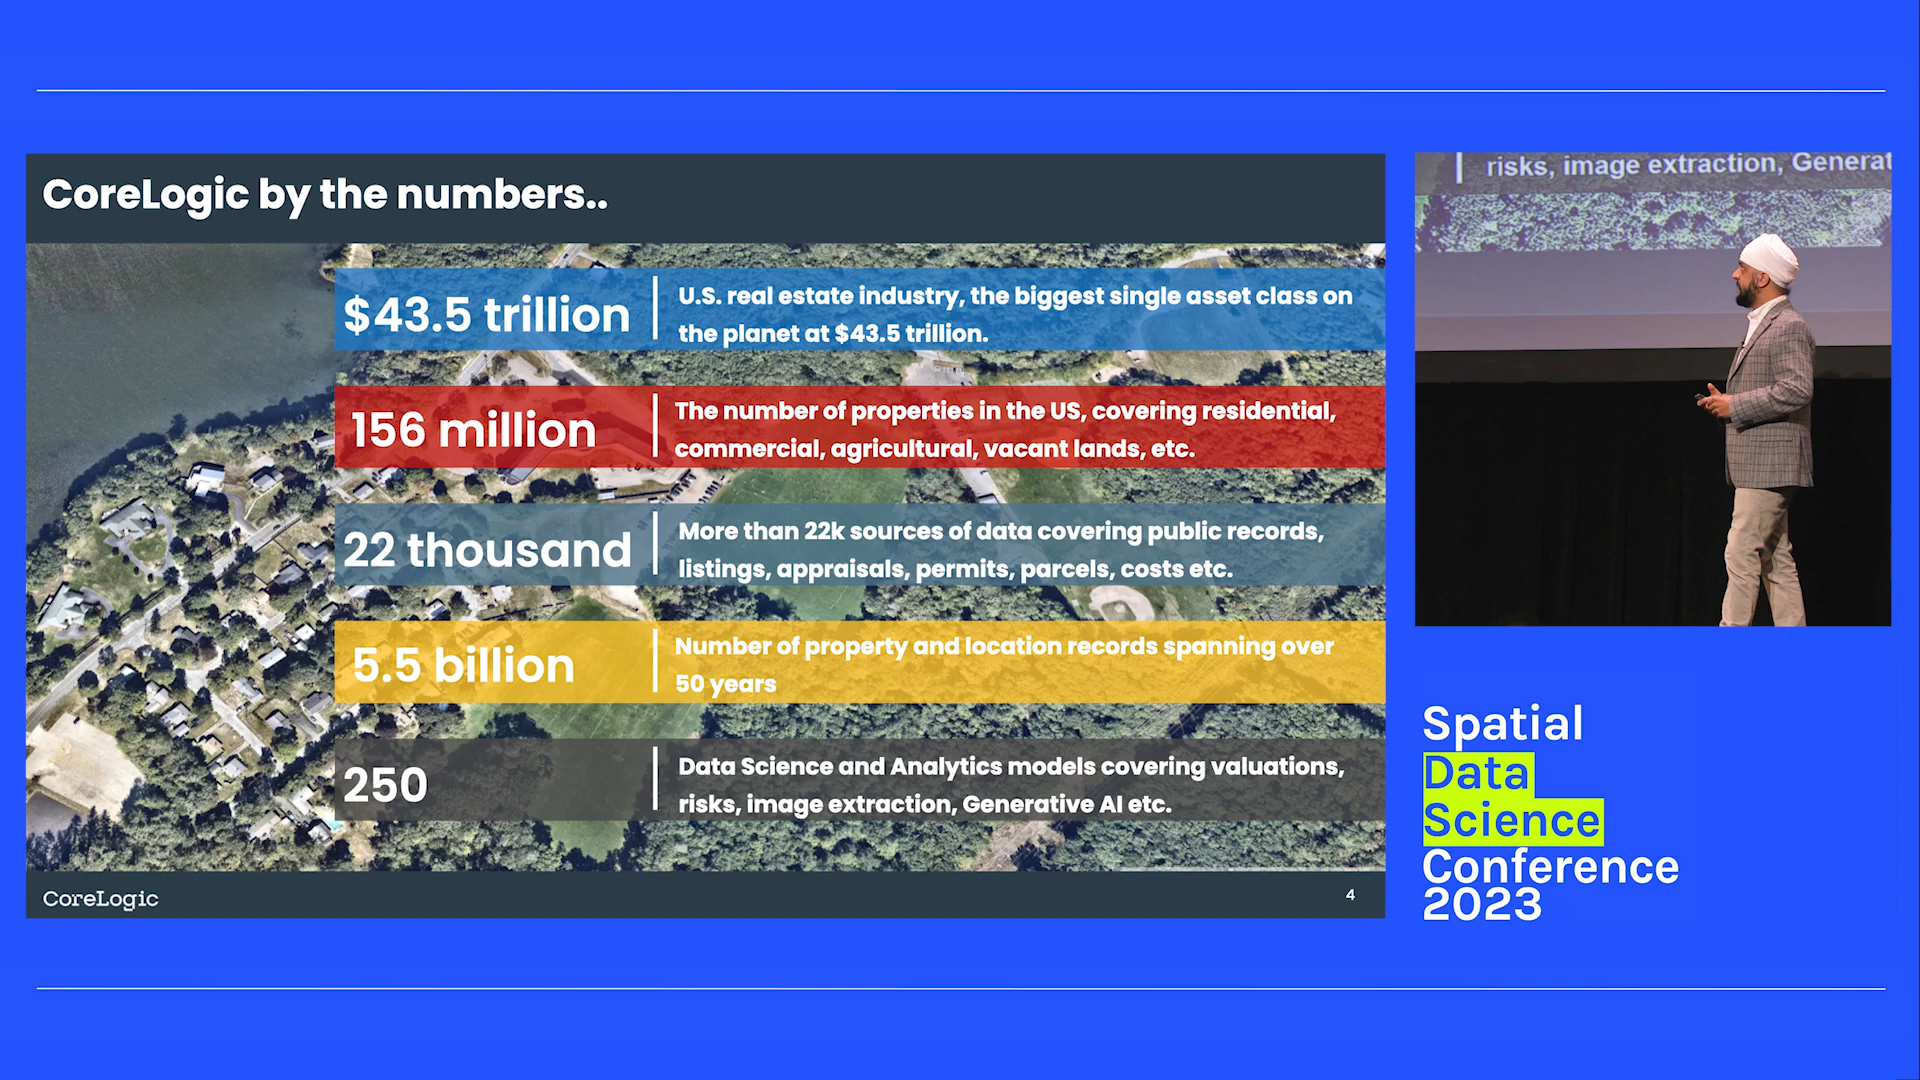 CoreLogic by the numbers..
$43.5 trillion
U.S. real estate industry, the biggest single asset class on
the planet at $43.5 trillion.
156 million
The number of properties in the US, covering residential,
commercial, agricultural, vacant lands, etc.
22 thousand
More than 22k sources of data covering public records,
listings, appraisals, permits, parcels, costs etc.
5.5 billion
Number of property and location records spanning over
50 years
250
Data Science and Analytics models covering valuations,
risks, image extraction, Generative AI etc.
CoreLogic
4
risks, image extraction, Generat
Spatial
Data
Science
Conference
2023